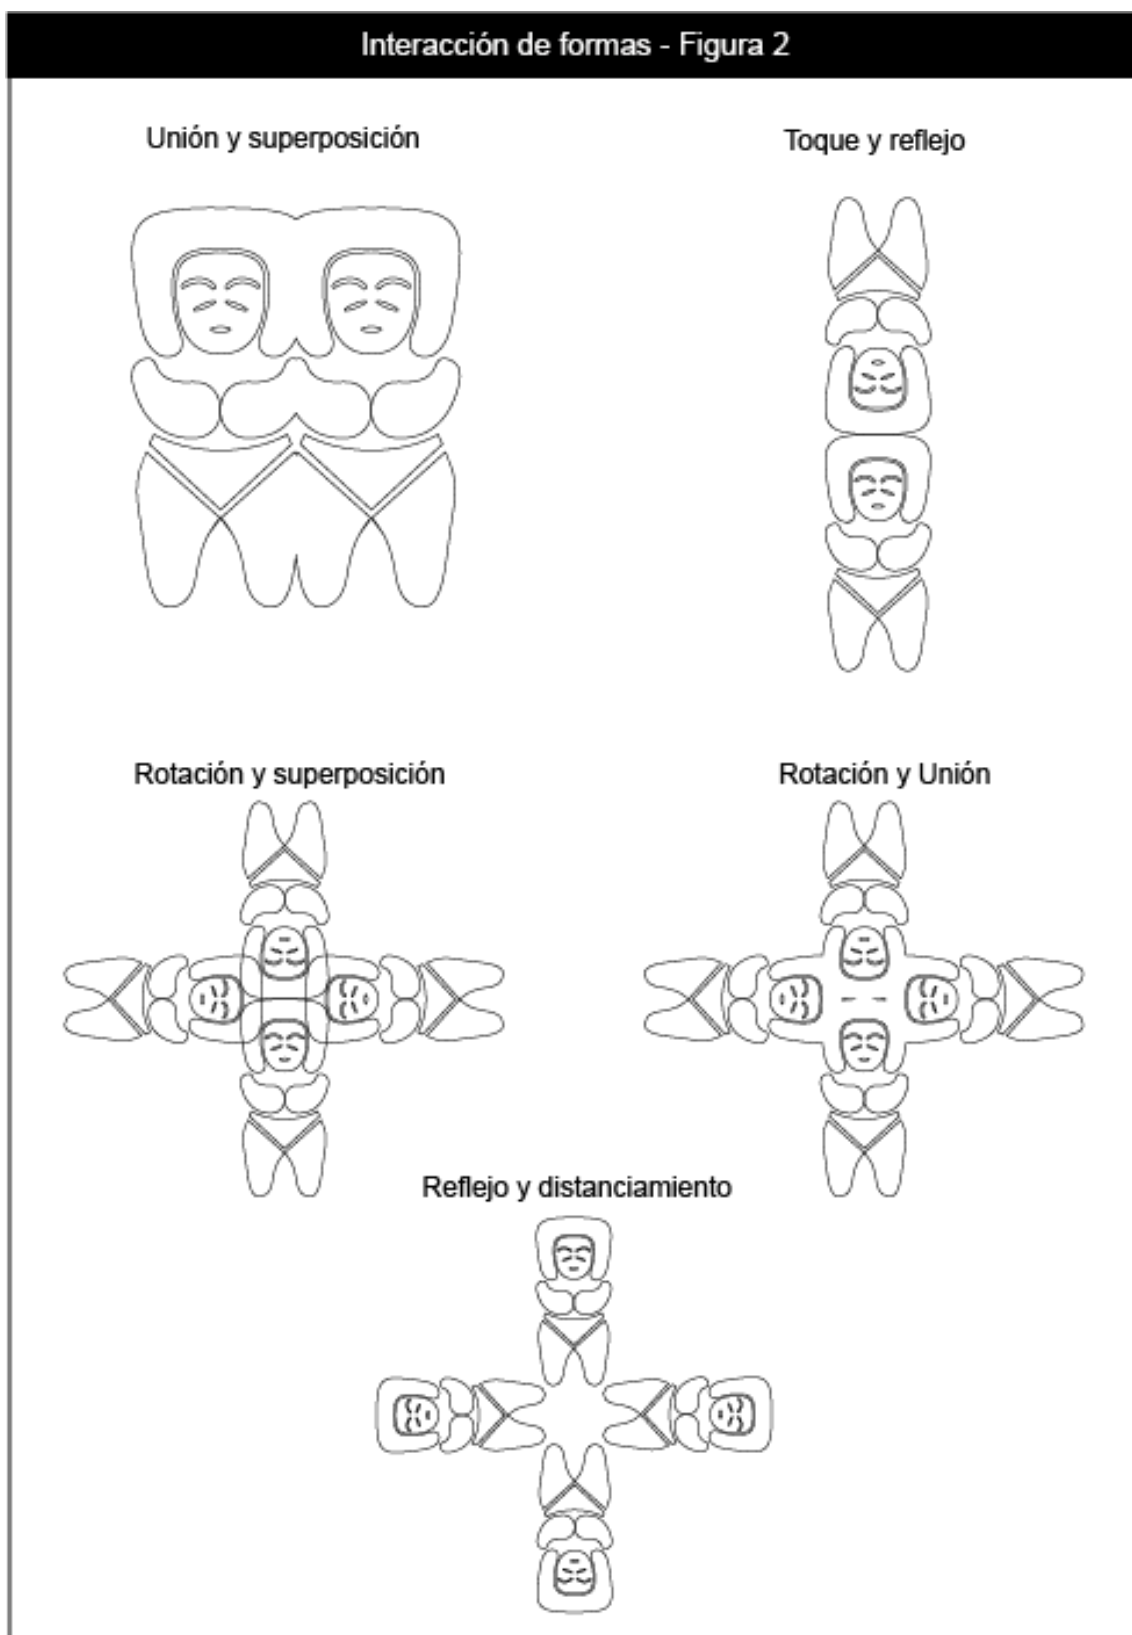 Interacción de formas - Figura 2
Unión y superposición
Toque y reflejo
Rotación y superposición
Rotación y Unión
Reflejo y distanciamiento